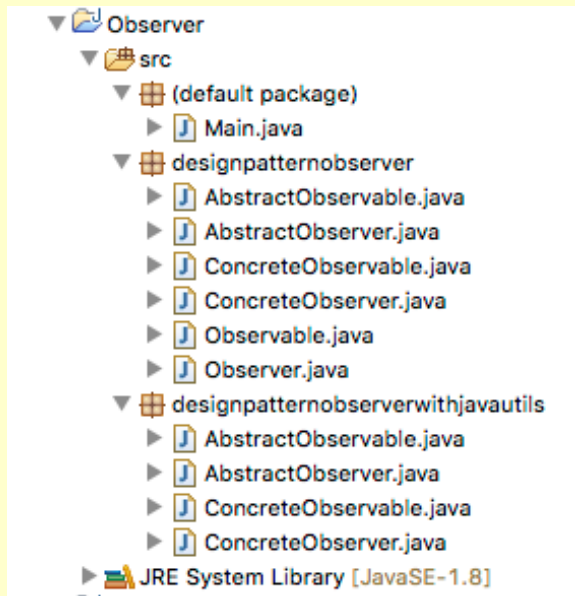 Observer
src
(default package)
Main.java
designpatternobserver
AbstractObservable.java
AbstractObserver.java
ConcreteObservable.java
ConcreteObserver.java
Observable.java
Observer.java
designpatternobserverwithjavautils
AbstractObservable.java
AbstractObserver.java
ConcreteObservable.java
ConcreteObserver.java
JRE System Library [JavaSE-1.8]